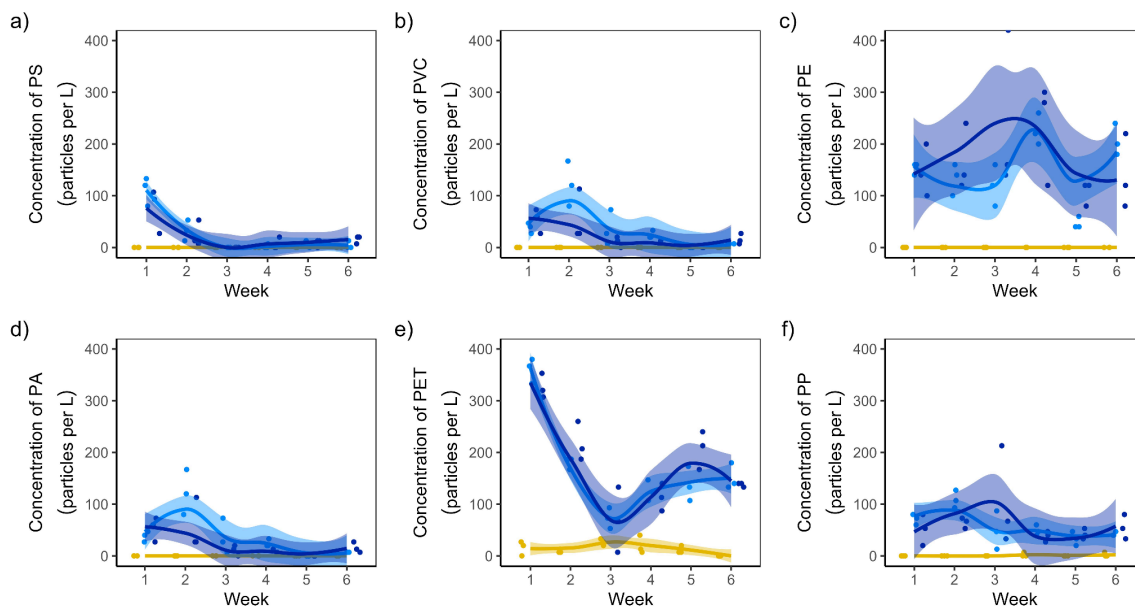 a)
Concentration of PS
(particles per L)
400
300
200
100
0
1 2 3 4 5 6
Week
b)
Concentration of PVC
(particles per L)
400
300
200
100
0
1 2 3 4 5 6
Week
c)
Concentration of PE
(particles per L)
400
300
200
100
0
1 2 3 4 5 6
Week
d)
Concentration of PA
(particles per L)
400
300
200
100
0
1 2 3 4 5 6
Week
e)
Concentration of PET
(particles per L)
400
300
200
100
0
1 2 3 4 5 6
Week
f)
Concentration of PP
(particles per L)
400
300
200
100
0
1 2 3 4 5 6
Week